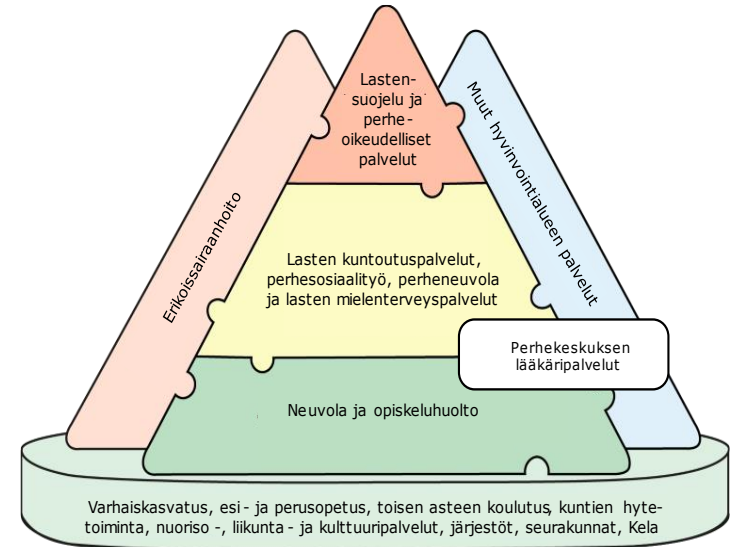 Lasten-
suojelu ja
perhe-
oikeudelliset
palvelut
Erikoissairaanhoito
Muut hyvinvointialueen palvelut
Lasten kuntoutuspalvelut,
perhesosiaalityö, perheneuvola
ja lasten mielenterveyspalvelut
Perhekeskuksen
lääkäripalvelut
Neuvola ja opiskeluhuolto
Varhaiskasvatus, esi- ja perusopetus, toisen asteen koulutus, kuntien hyte-
toiminta, nuoriso-, liikunta- ja kulttuuripalvelut, järjestöt, seurakunnat, Kela